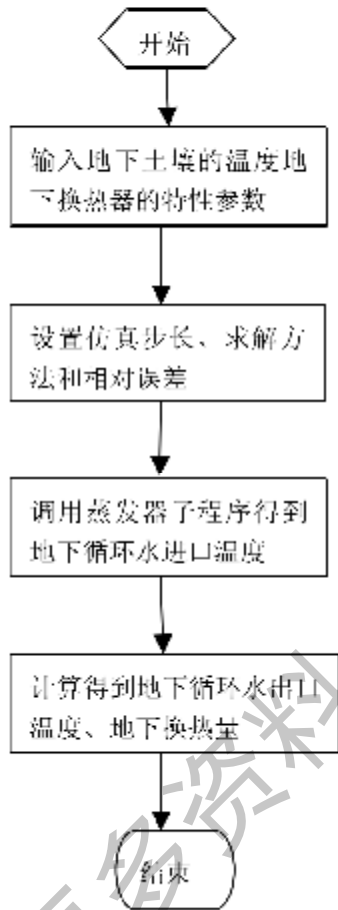 开始
输入地下土壤的温度地
下换热器的特性参数
设置仿真步长、求解方
法和相对误差
调用蒸发器子程序得到
地下循环水进口温度
计算得到地下循环水出口
温度、地下换热量
结束
多资料